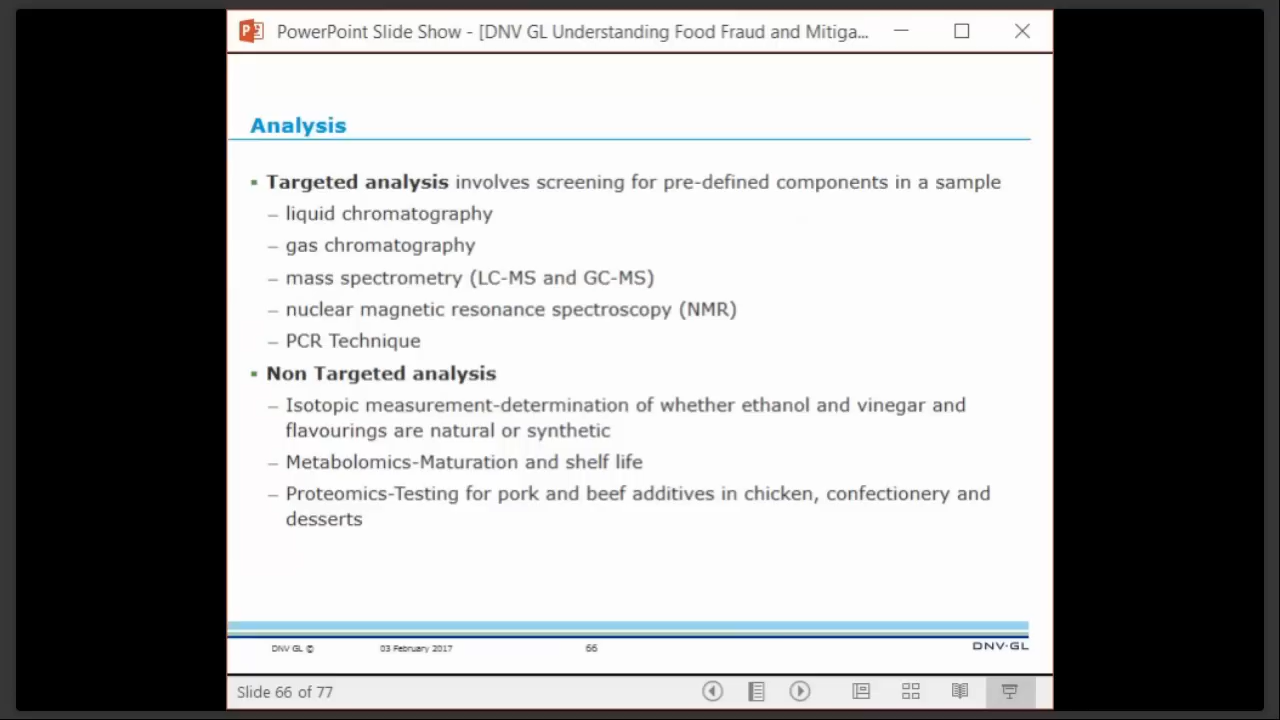 PowerPoint Slide Show - [DNV GL Understanding Food Fraud and Mitiga...
Analysis
▪ Targeted analysis involves screening for pre-defined components in a sample
– liquid chromatography
– gas chromatography
– mass spectrometry (LC-MS and GC-MS)
– nuclear magnetic resonance spectroscopy (NMR)
– PCR Technique
▪ Non Targeted analysis
– Isotopic measurement-determination of whether ethanol and vinegar and
flavourings are natural or synthetic
– Metabolomics-Maturation and shelf life
– Proteomics-Testing for pork and beef additives in chicken, confectionery and
desserts
DNV GL © 03 February 2017 66 DNV·GL
Slide 66 of 77